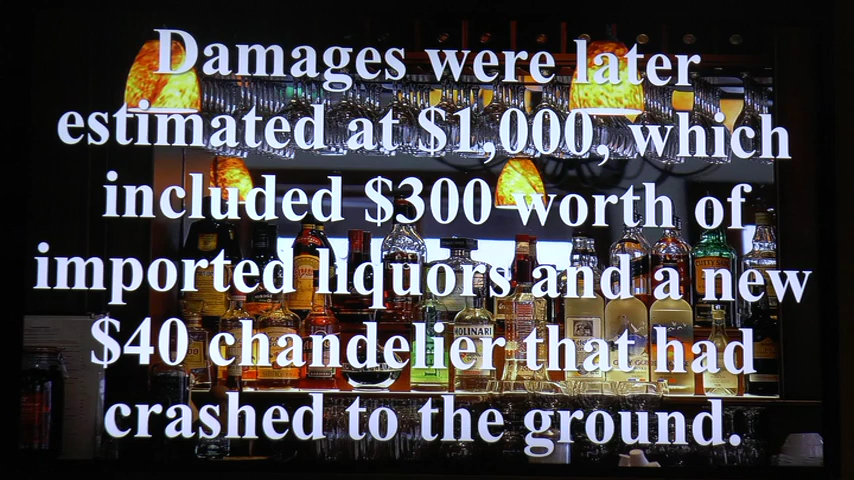 Damages were later
estimated at $1,000, which
included $300 worth of
imported liquors and a new
$40 chandelier that had
crashed to the ground.
MOLINARI